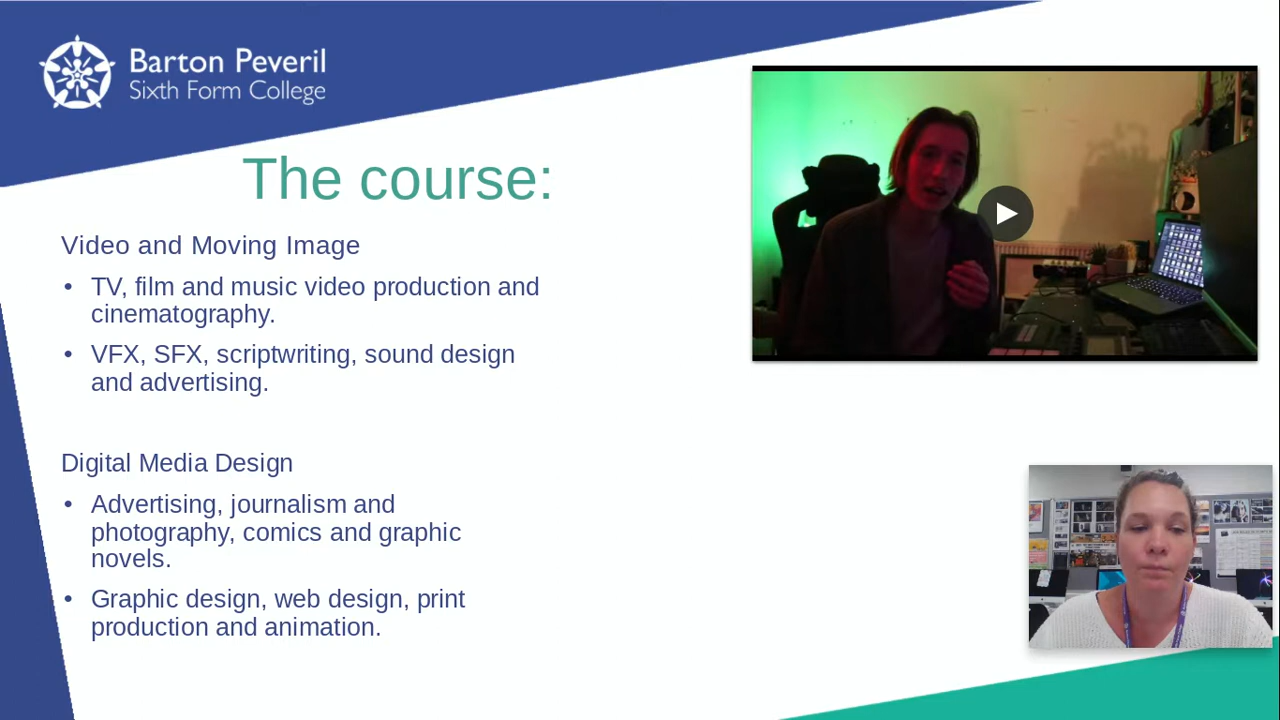 Barton Peveril
Sixth Form College
The course:
Video and Moving Image
• TV, film and music video production and
cinematography.
• VFX, SFX, scriptwriting, sound design
and advertising.
Digital Media Design
• Advertising, journalism and
photography, comics and graphic
novels.
• Graphic design, web design, print
production and animation.